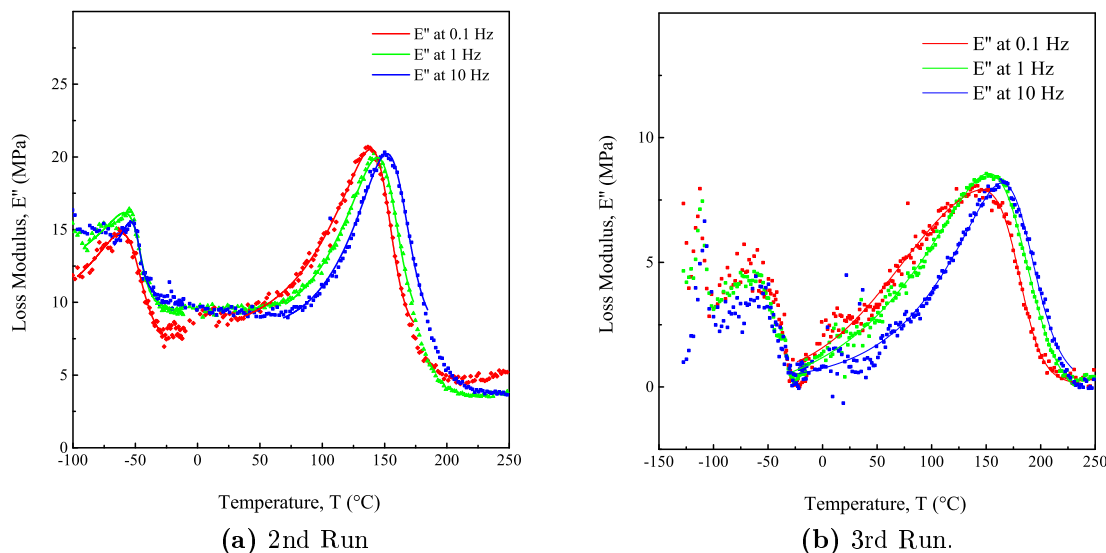 E" at 0.1 Hz
E" at 1 Hz
E" at 10 Hz
Loss Modulus, E" (MPa)
25
20
15
10
5
0
-100 -50 0 50 100 150 200 250
Temperature, T (°C)
(a) 2nd Run
E" at 0.1 Hz
E" at 1 Hz
E" at 10 Hz
Loss Modulus, E" (MPa)
10
5
0
-150 -100 -50 0 50 100 150 200 250
Temperature, T (°C)
(b) 3rd Run.